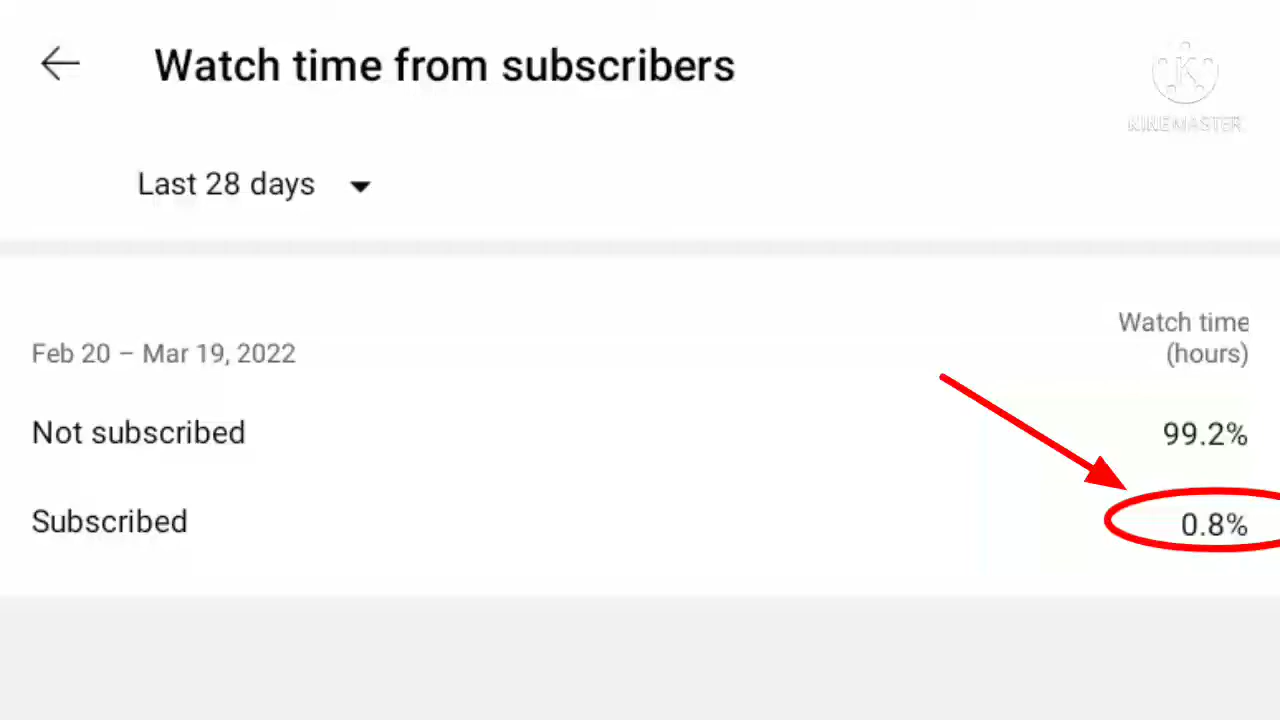 Watch time from subscribers
KINEMASTER
Last 28 days
Watch time
(hours)
Feb 20 – Mar 19, 2022
Not subscribed 99.2%
Subscribed 0.8%